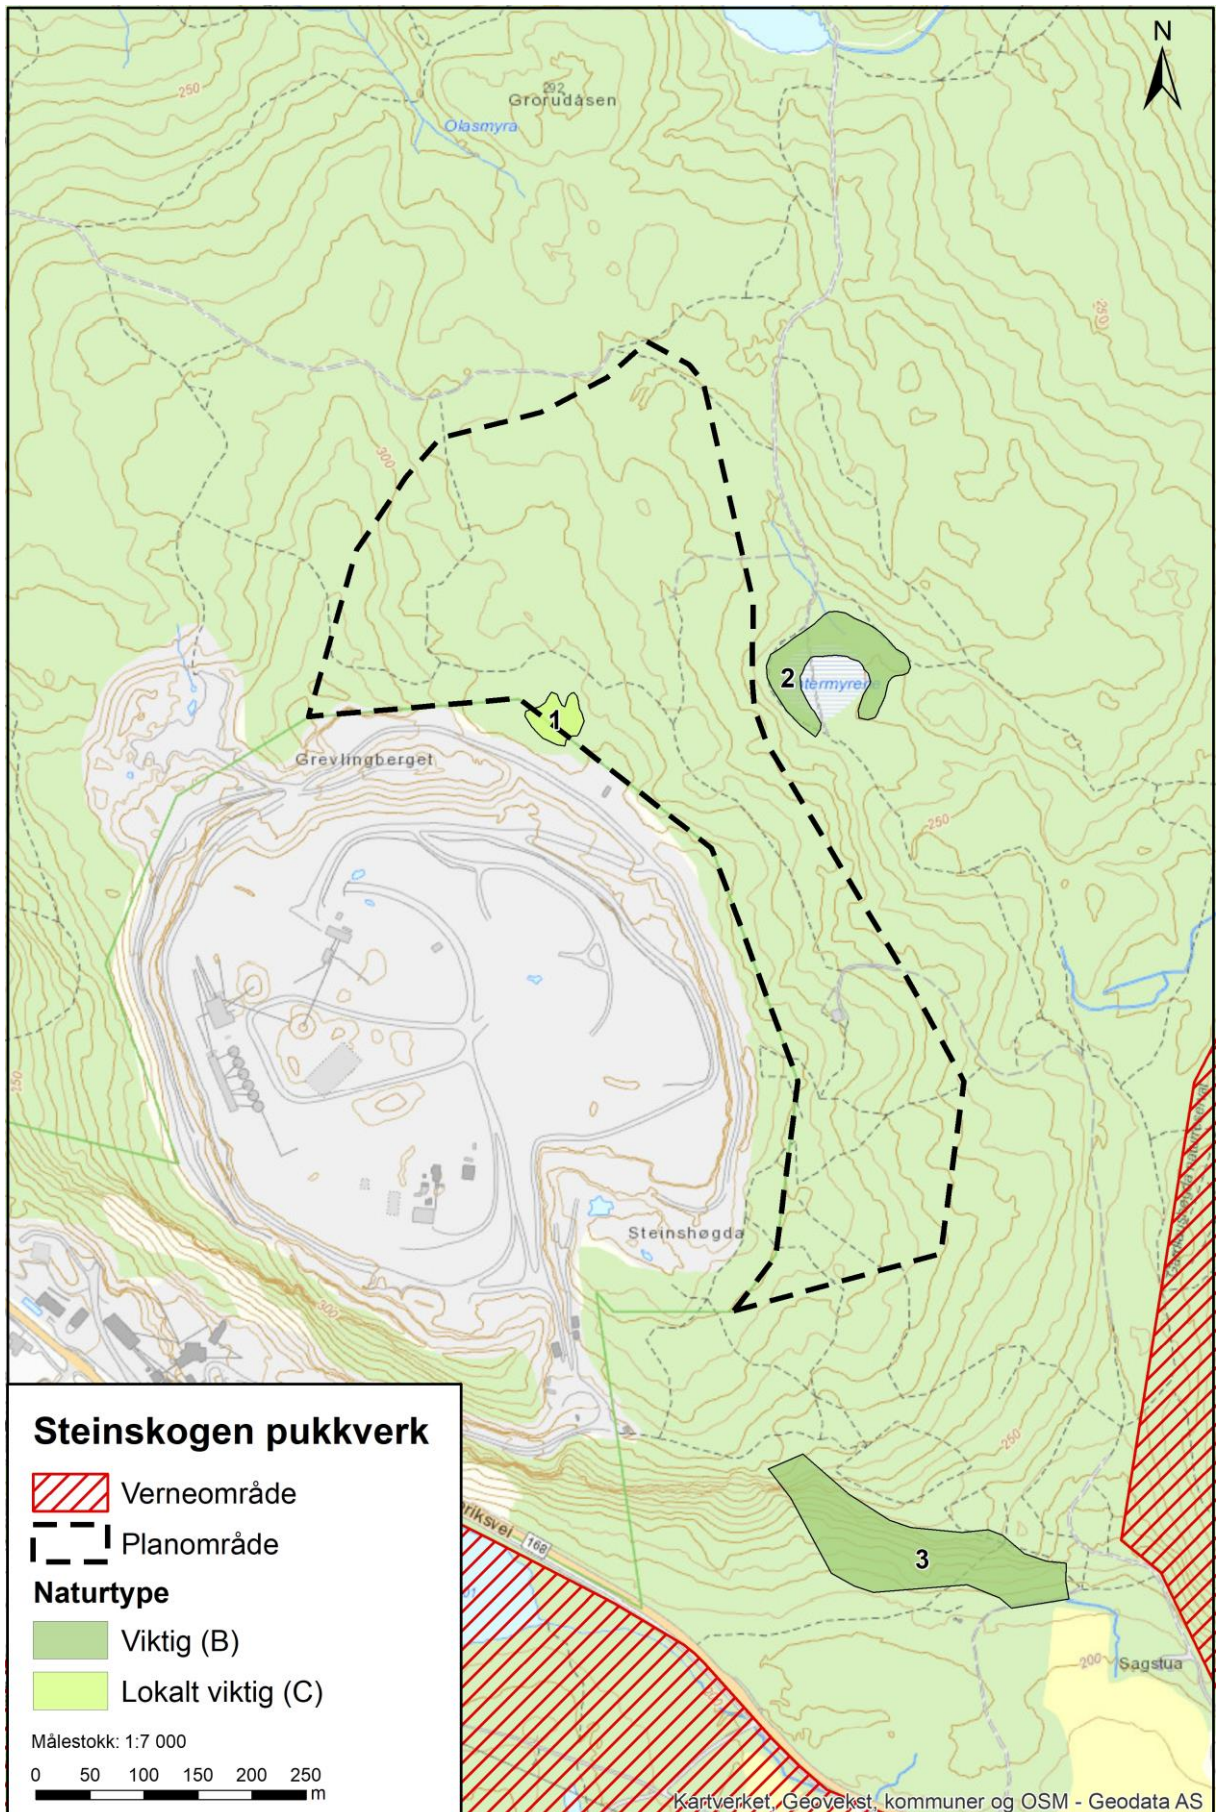 N
292
Grorudåsen
250
Olasmyra
250
300
2
1
Grevlingberget
250
Steinshøgda
300
250
3
168
200
Sagstua
Steinskogen pukkverk
Verneområde
Planområde
Naturtype
Viktig (B)
Lokalt viktig (C)
Målestokk: 1:7 000
0 50 100 150 200 250
m
Kartverket, Geovekst, kommuner og OSM - Geodata AS